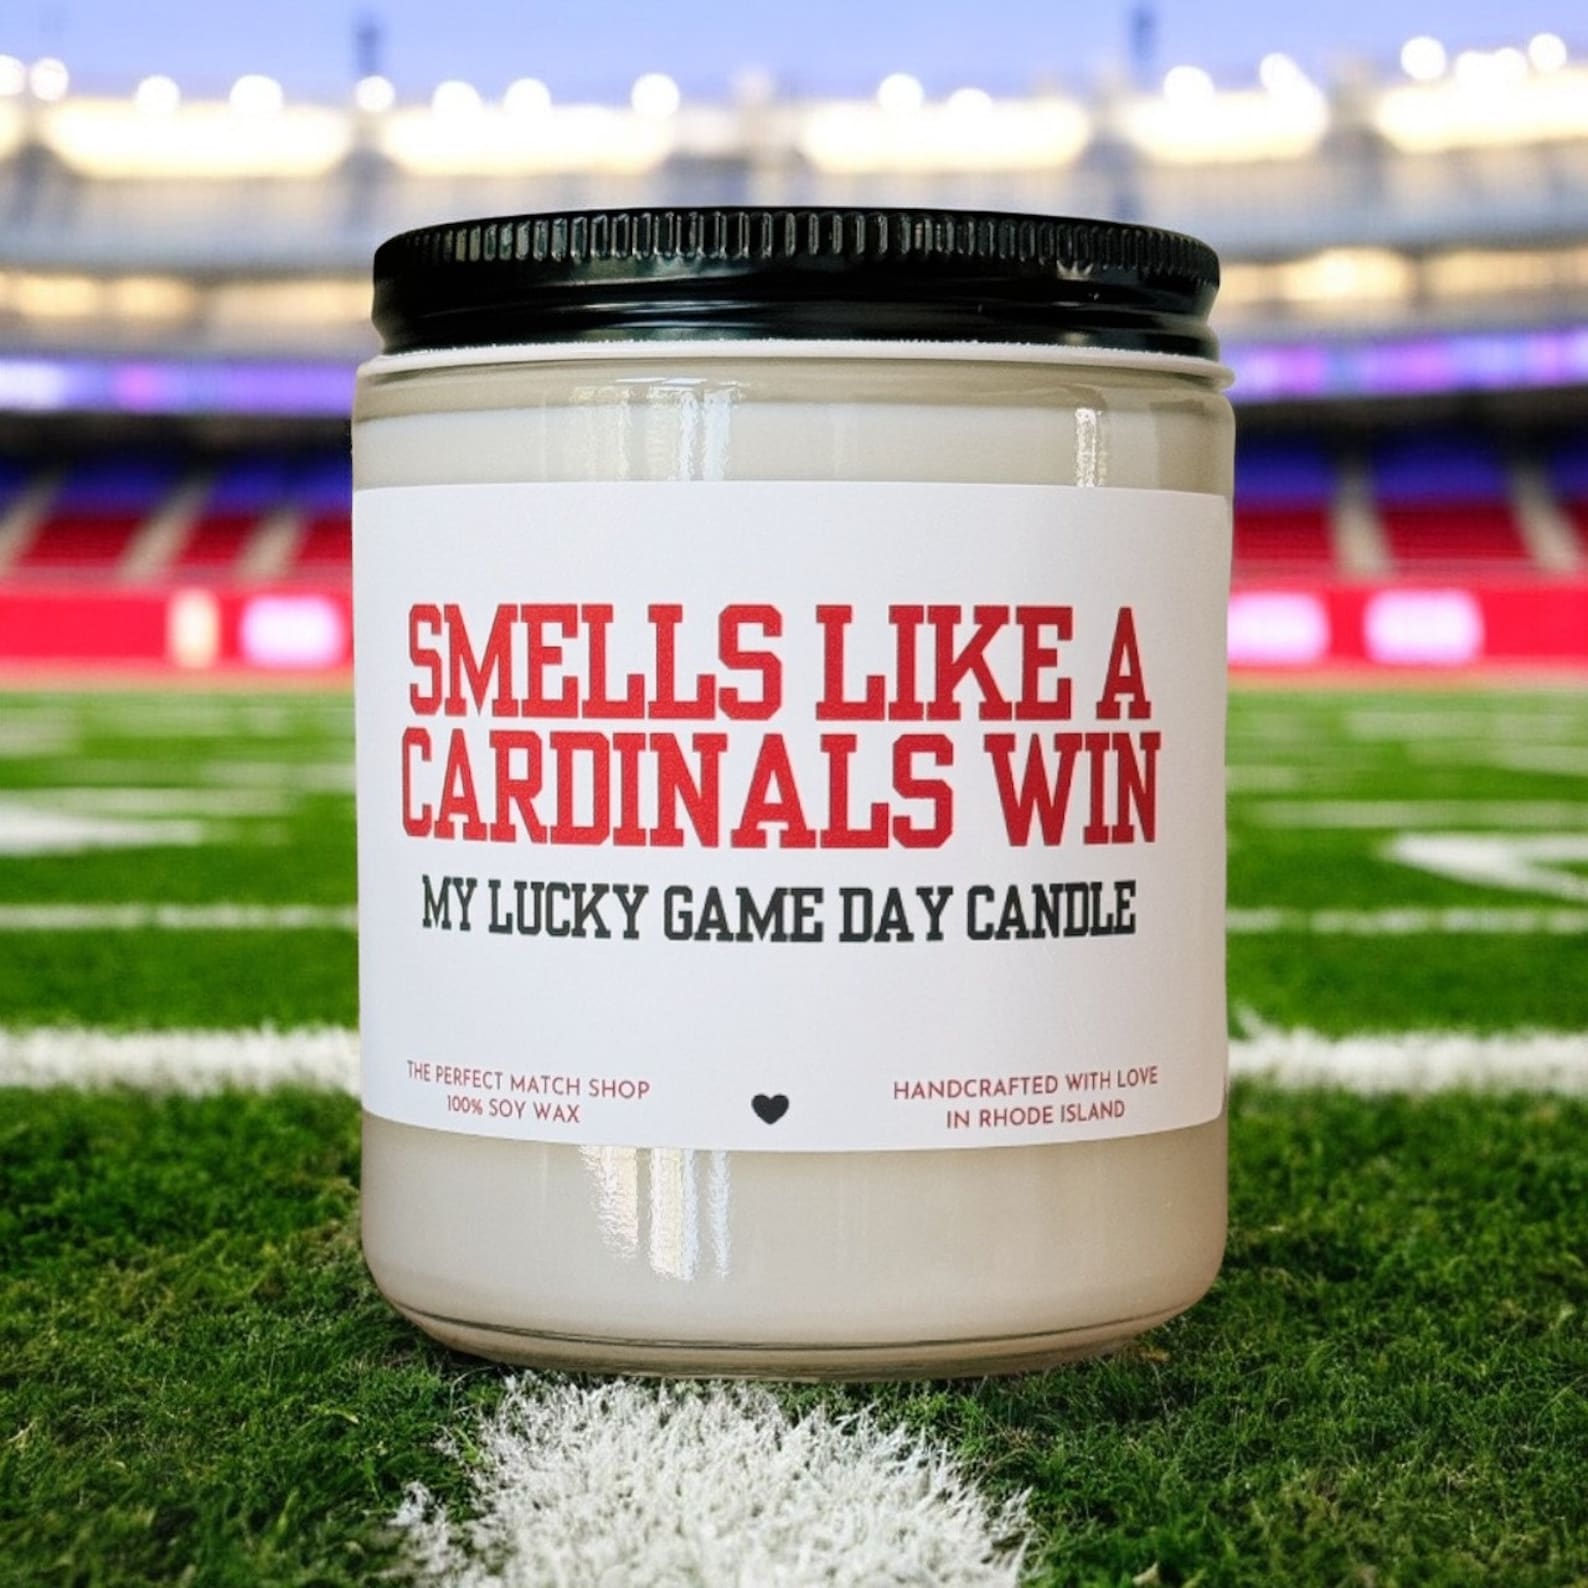 SMELLS LIKE A
CARDINALS WIN
MY LUCKY GAME DAY CANDLE
THE PERFECT MATCH SHOP
100% SOY WAX
HANDCRAFTED WITH LOVE
IN RHODE ISLAND